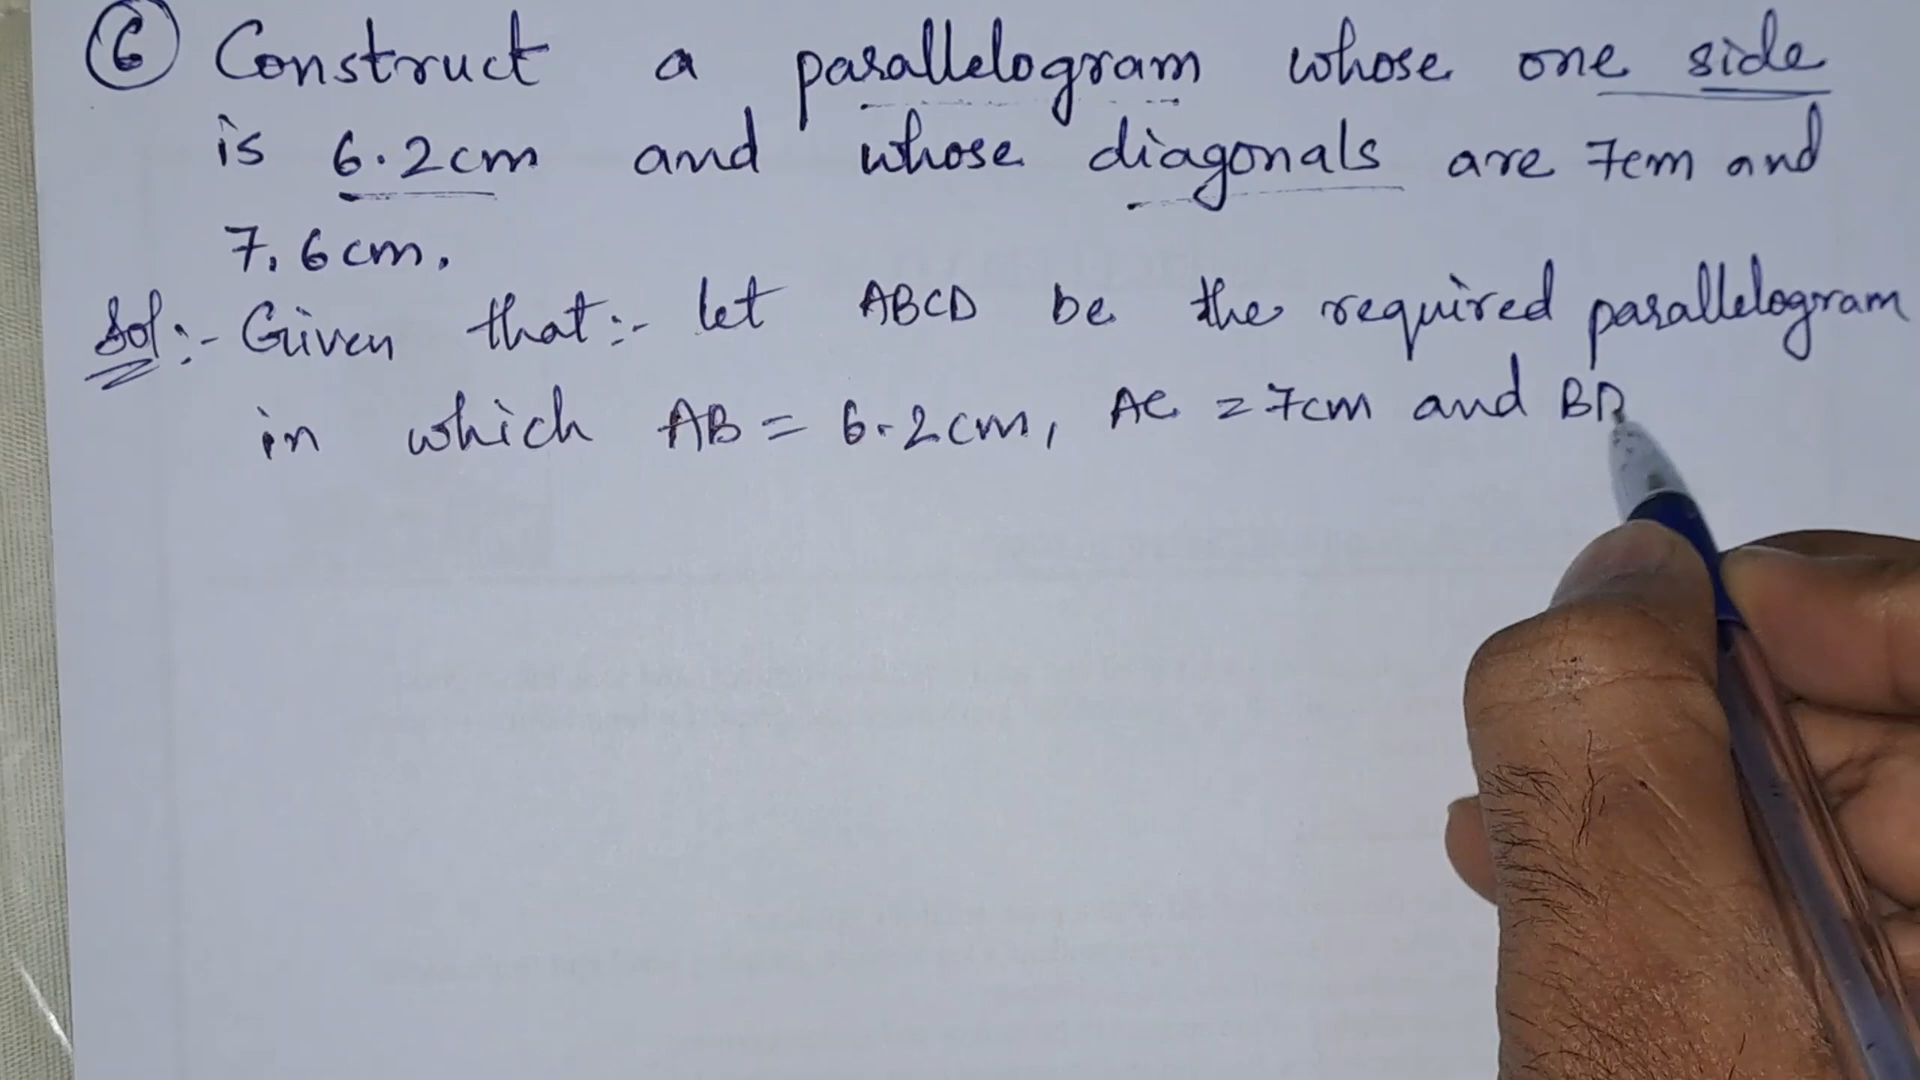 6 Construct a parallelogram whose one side
is 6.2cm and whose diagonals are 7cm and
7.6cm.
Sol:- Given that:- let ABCD be the required parallelogram
in which AB = 6.2cm, AC = 7cm and BD